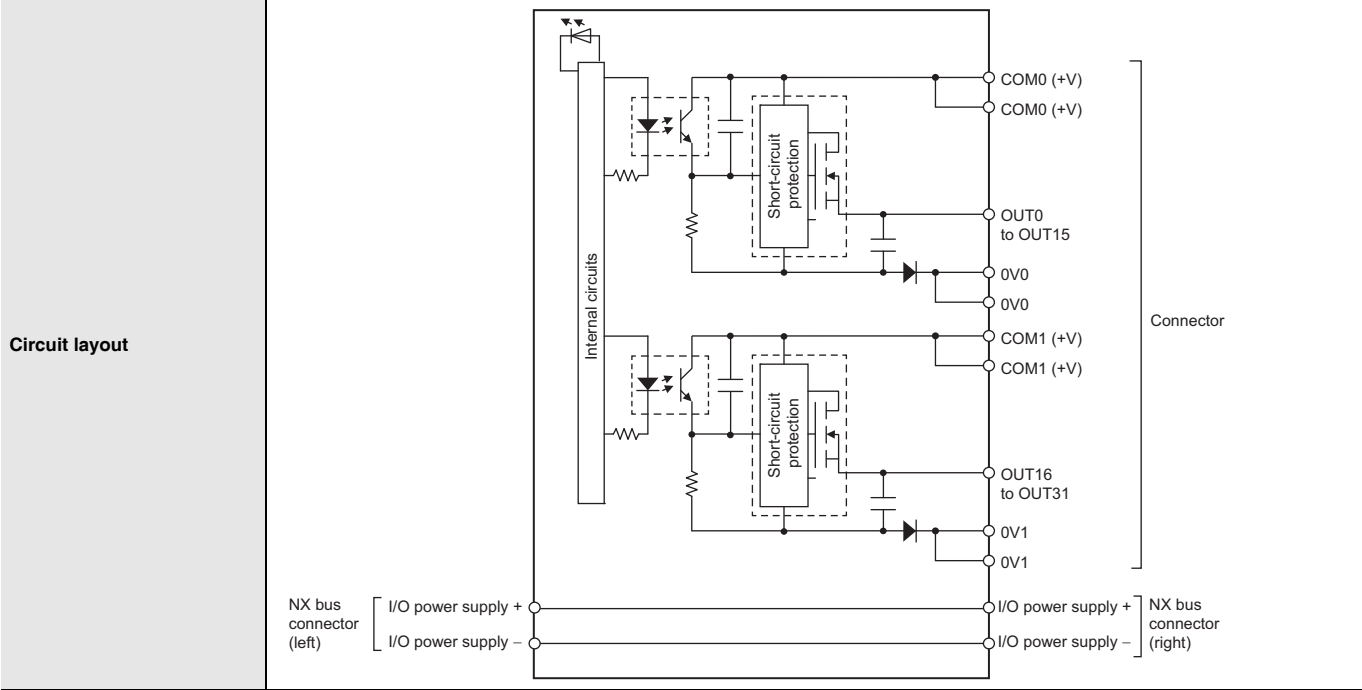 Circuit layout
Internal circuits
Short-circuit
protection
COM0 (+V)
COM0 (+V)
OUT0
to OUT15
0V0
0V0
Short-circuit
protection
COM1 (+V)
COM1 (+V)
OUT16
to OUT31
0V1
0V1
Connector
NX bus
connector
(left)
I/O power supply +
I/O power supply −
I/O power supply +
I/O power supply −
NX bus
connector
(right)